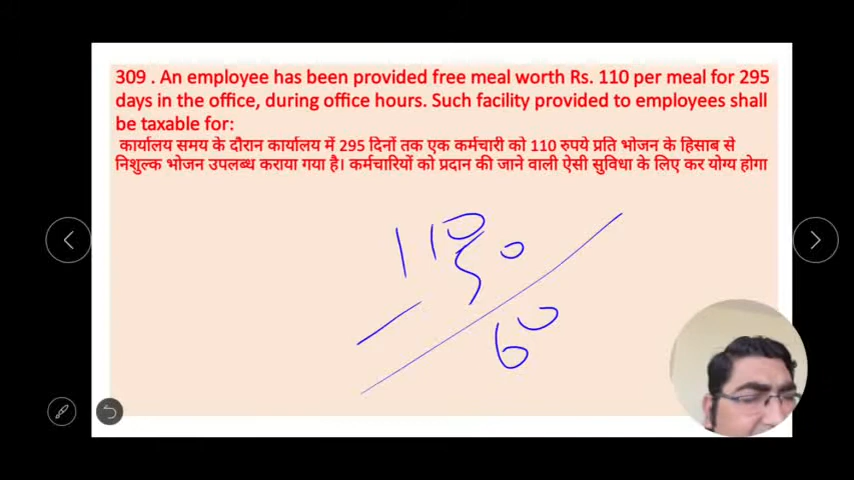 309 . An employee has been provided free meal worth Rs. 110 per meal for 295
days in the office, during office hours. Such facility provided to employees shall
be taxable for:
कार्यालय समय के दौरान कार्यालय में 295 दिनों तक एक कर्मचारी को 110 रुपये प्रति भोजन के हिसाब से
निशुल्क भोजन उपलब्ध कराया गया है। कर्मचारियों को प्रदान की जाने वाली ऐसी सुविधा के लिए कर योग्य होगा
110
60